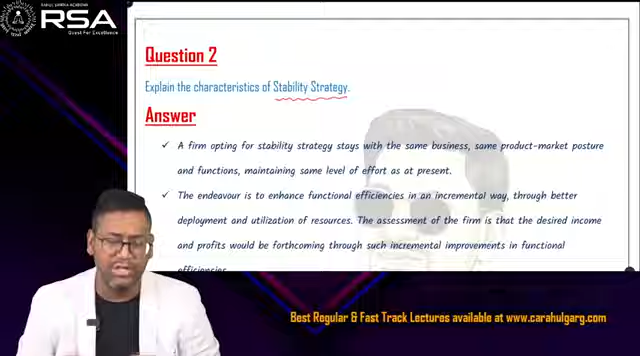 RAHUL SHARMA ACADEMY
RSA
Quest For Excellence
Question 2
Explain the characteristics of Stability Strategy.
Answer
✓ A firm opting for stability strategy stays with the same business, same product-market posture
and functions, maintaining same level of effort as at present.
✓ The endeavour is to enhance functional efficiencies in an incremental way, through better
deployment and utilization of resources. The assessment of the firm is that the desired income
and profits would be forthcoming through such incremental improvements in functional
efficiencies
Best Regular & Fast Track Lectures available at www.carahulgarg.com